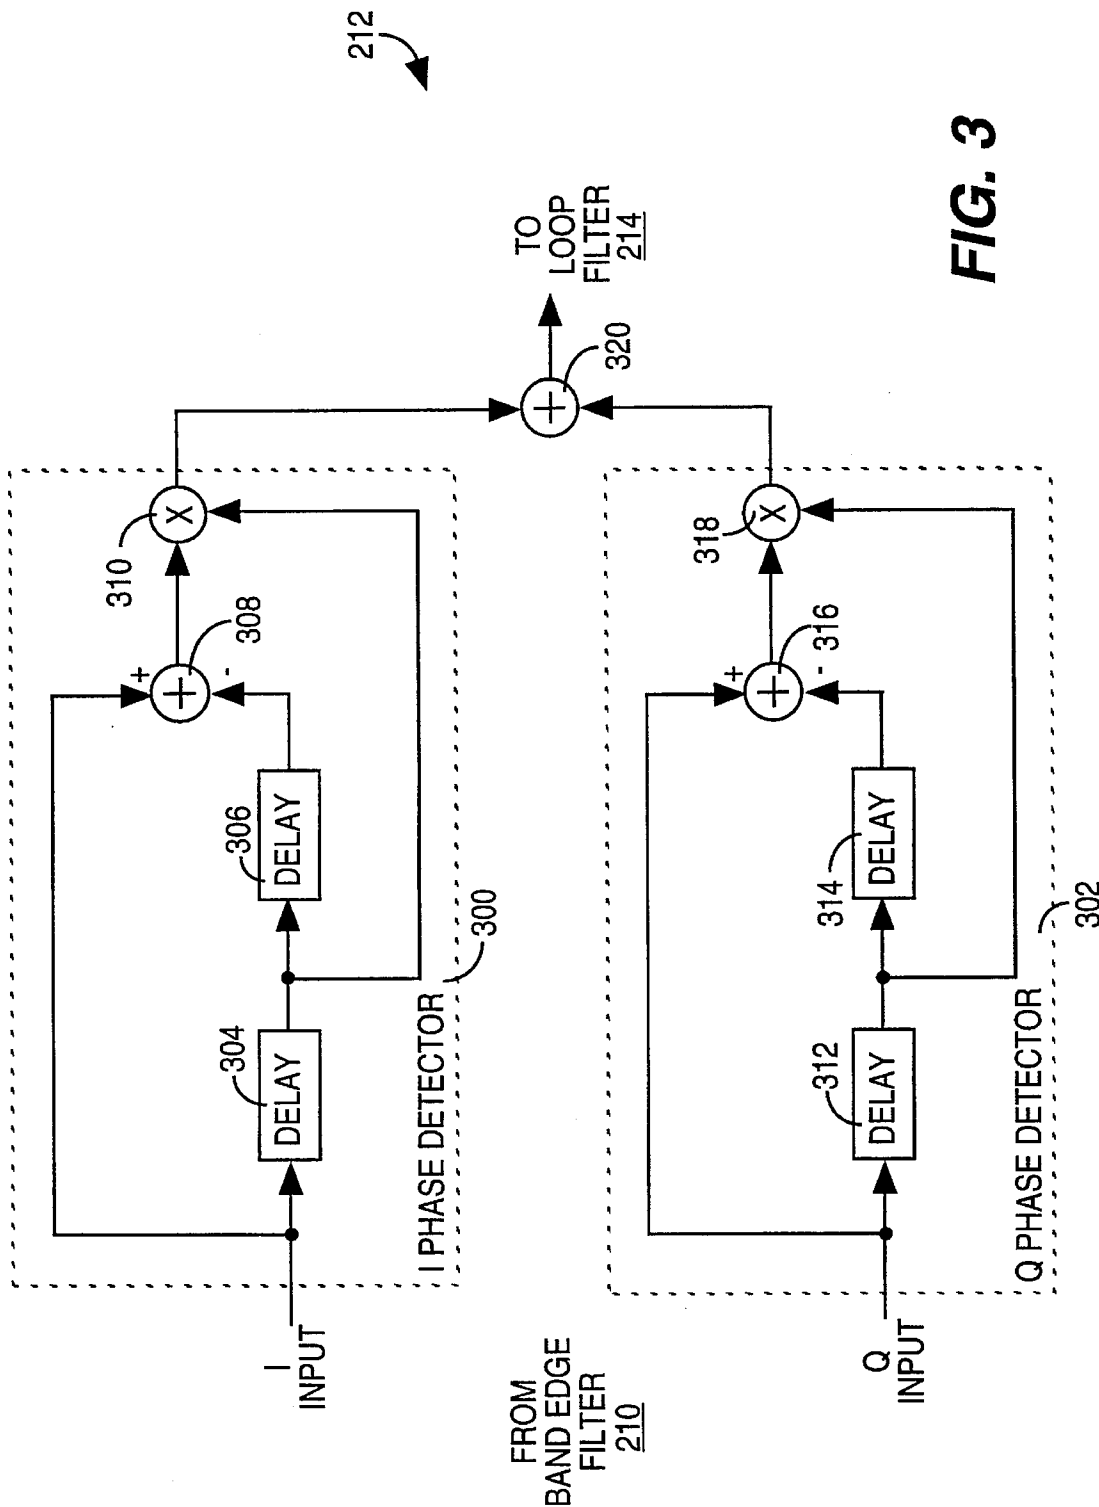 212
I PHASE DETECTOR
300
I
INPUT
304
DELAY
306
DELAY
+
-
+
308
X
310
FROM
BAND EDGE
FILTER
210
+
320
TO
LOOP
FILTER
214
Q PHASE DETECTOR
302
Q
INPUT
312
DELAY
314
DELAY
+
-
+
316
X
318
FIG. 3